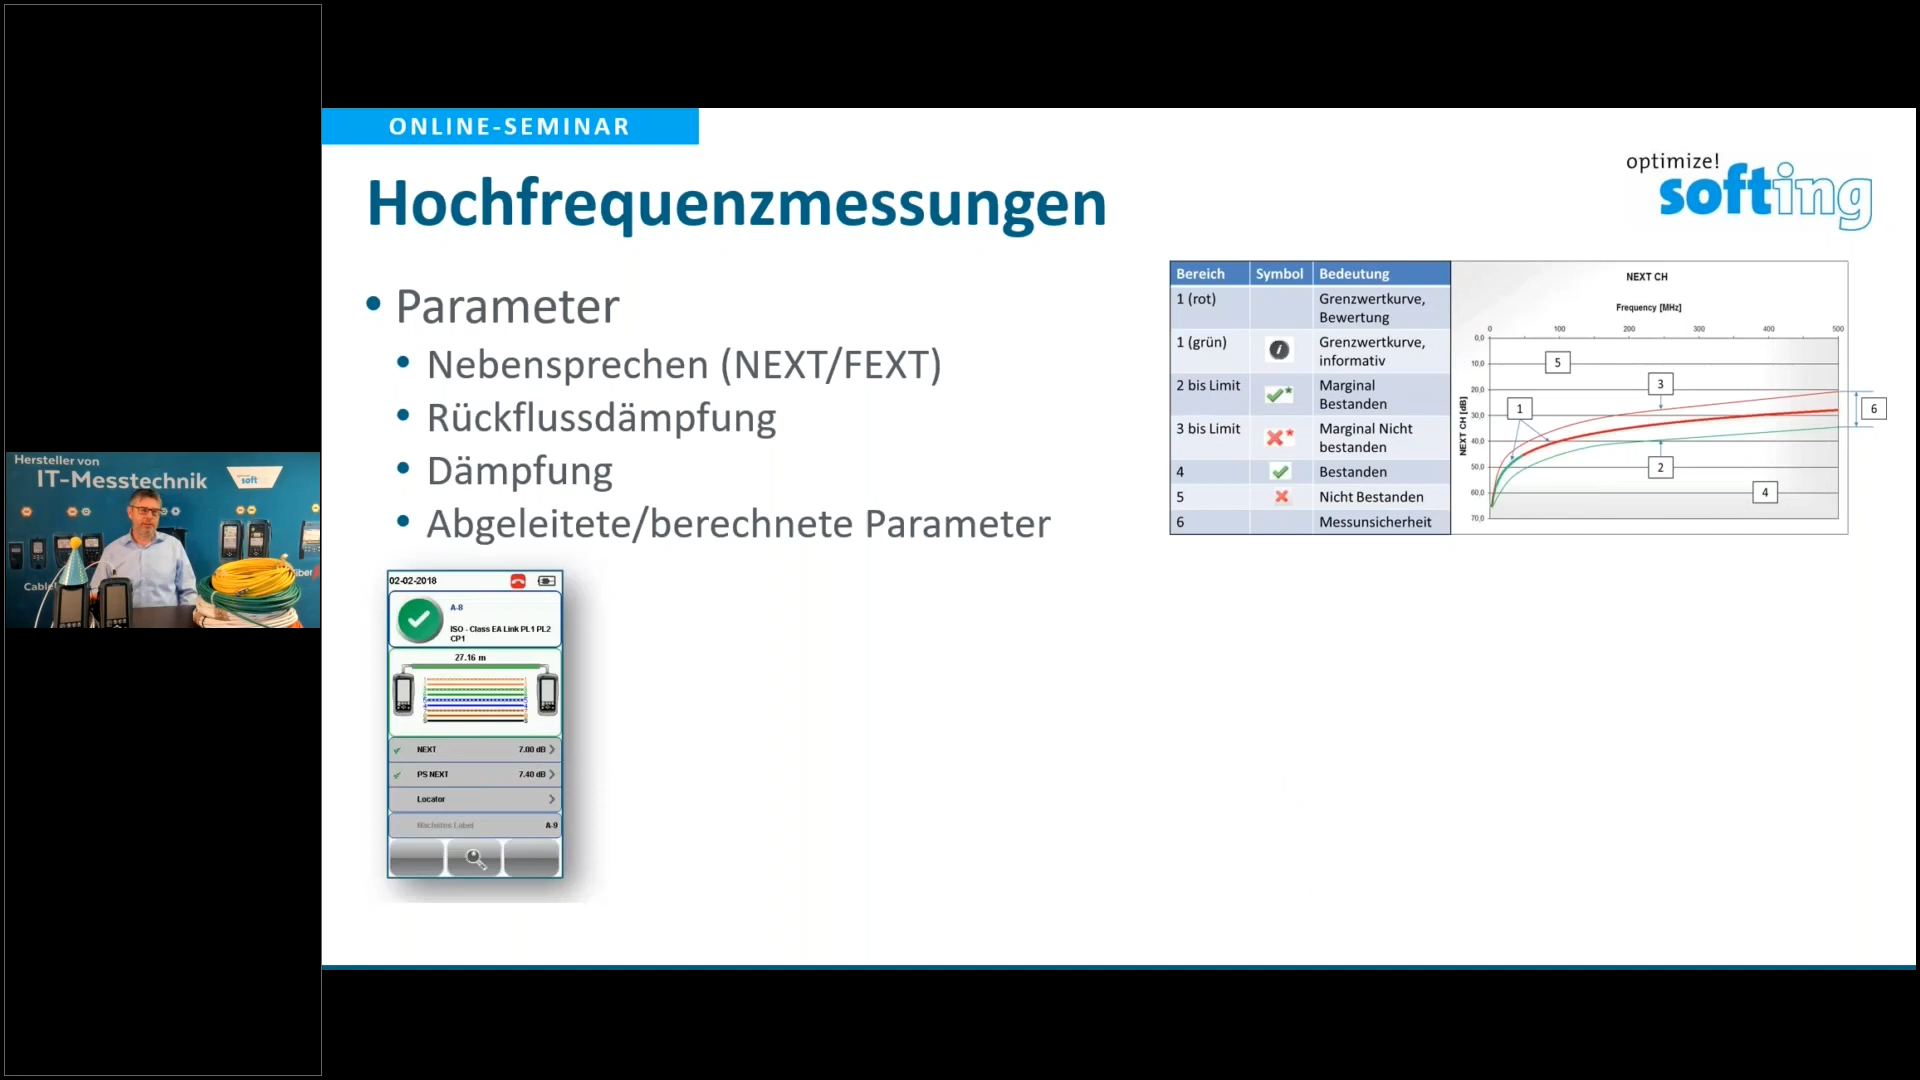 ONLINE-SEMINAR
optimize!
softing
Hochfrequenzmessungen
• Parameter
• Nebensprechen (NEXT/FEXT)
• Rückflussdämpfung
• Dämpfung
• Abgeleitete/berechnete Parameter
Bereich Symbol Bedeutung
1 (rot) Grenzwertkurve, Bewertung
1 (grün) Grenzwertkurve, informativ
2 bis Limit Marginal Bestanden
3 bis Limit Marginal Nicht bestanden
4 Bestanden
5 Nicht Bestanden
6 Messunsicherheit
NEXT CH
Frequency [MHz]
0 100 200 300 400 500
NEXT CH [dB]
0,0
10,0
20,0
30,0
40,0
50,0
60,0
70,0
5
3
1
6
2
4
Hersteller von
IT-Messtechnik
soft
Cable
02-02-2018
A-8
ISO - Class EA Link PL1 PL2
CP1
27.16 m
NEXT 7.00 dB
PS NEXT 7.40 dB
Locator
Nächstes Label A-9